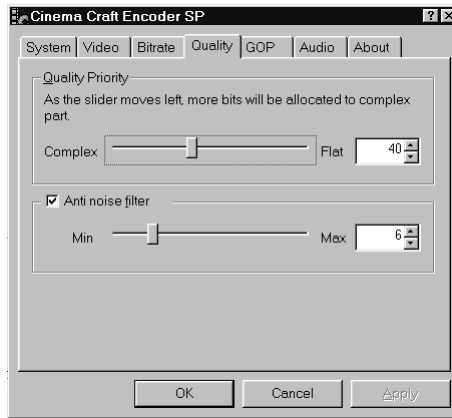 Cinema Craft Encoder SP
System Video Bitrate Quality GOP Audio About
Quality Priority
As the slider moves left, more bits will be allocated to complex
part.
Complex Flat 40
Anti noise filter
Min Max 6
OK Cancel Apply